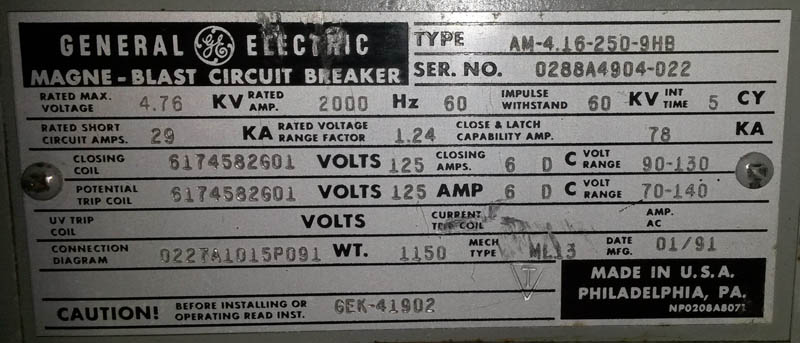 GENERAL GE ELECTRIC TYPE AM-4.16-250-9HB
MAGNE-BLAST CIRCUIT BREAKER SER. NO. 0288A4904-022
RATED MAX. VOLTAGE 4.76 KV RATED AMP. 2000 Hz 60 IMPULSE WITHSTAND 60 KV INT TIME 5 CY
RATED SHORT CIRCUIT AMPS. 29 KA RATED VOLTAGE RANGE FACTOR 1.24 CLOSE & LATCH CAPABILITY AMP. 78 KA
CLOSING COIL 6174582G01 VOLTS 125 CLOSING AMPS. 6 D C VOLT RANGE 90-130
POTENTIAL TRIP COIL 6174582G01 VOLTS 125 AMP 6 D C VOLT RANGE 70-140
UV TRIP COIL VOLTS CURRENT TRIP COIL AMP. AC
CONNECTION DIAGRAM 0227A1015P091 WT. 1150 MECH TYPE ML13 DATE MFG. 01/91
MADE IN U.S.A.
PHILADELPHIA, PA.
NP0208A8071
CAUTION! BEFORE INSTALLING OR OPERATING READ INST. GEK-41902